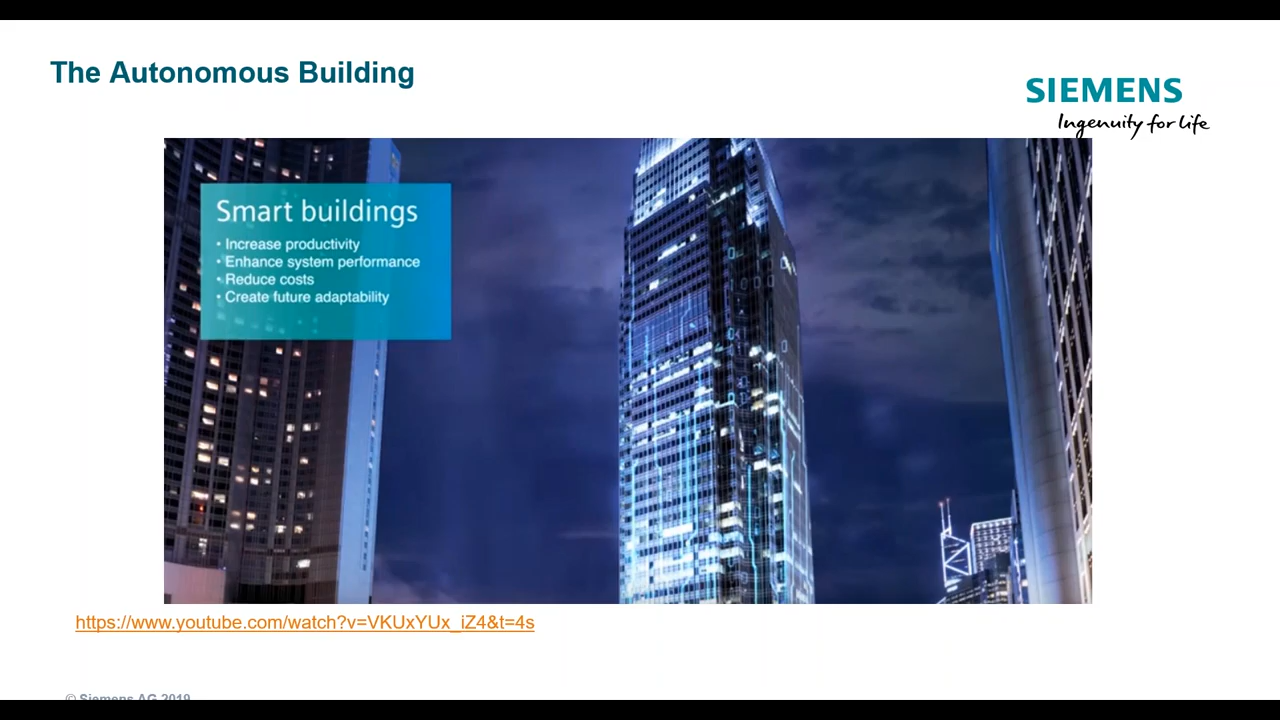 The Autonomous Building
SIEMENS
Ingenuity for life
Smart buildings
• Increase productivity
• Enhance system performance
• Reduce costs
• Create future adaptability
https://www.youtube.com/watch?v=VKUxYUx_iZ4&t=4s
© Siemens AG 2019